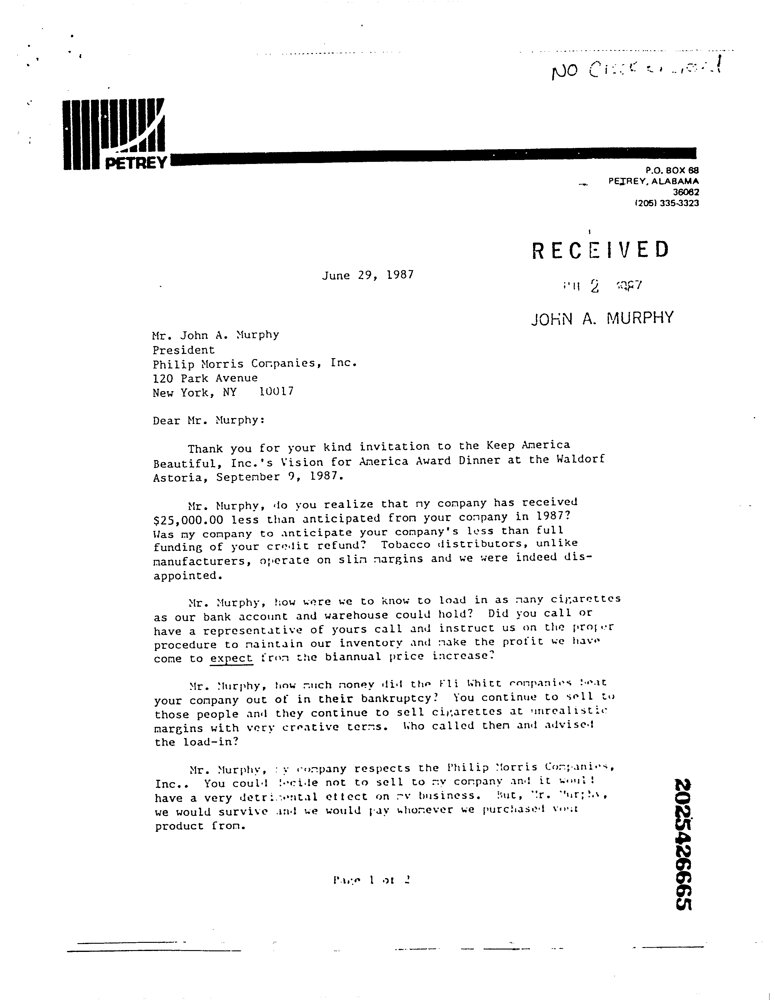 NO
PETREY
P.O. BOX 68
PETREY, ALABAMA
36062
(205) 335-3323
RECEIVED
June 29, 1987
2 1987
JOHN A. MURPHY
Mr. John A. Murphy
President
Philip Morris Companies, Inc.
120 Park Avenue
New York, NY 10017
Dear Mr. Murphy:
Thank you for your kind invitation to the Keep America
Beautiful, Inc.'s Vision for America Award Dinner at the Waldorf
Astoria, September 9, 1987.
Mr. Murphy, do you realize that my company has received
$25,000.00 less than anticipated from your company in 1987?
Was my company to anticipate your company's less than full
funding of your credit refund? Tobacco distributors, unlike
manufacturers, operate on slim margins and we were indeed dis-
appointed.
Mr. Murphy, how were we to know to load in as many cigarettes
as our bank account and warehouse could hold? Did you call or
have a representative of yours call and instruct us on the proper
procedure to maintain our inventory and make the profit we have
come to expect from the biannual price increase?
Mr. Murphy, how much money did the Eli Whitt companies beat
your company out of in their bankruptcy? You continue to sell to
those people and they continue to sell cigarettes at unrealistic
margins with very creative terms. Who called them and advised
the load-in?
Mr. Murphy, my company respects the Philip Morris Companies,
Inc.. You could decide not to sell to my company and it would
have a very detrimental effect on my business. But, Mr. Murphy,
we would survive and we would pay whomever we purchased your
product from.
Page 1 of 2
2025426665